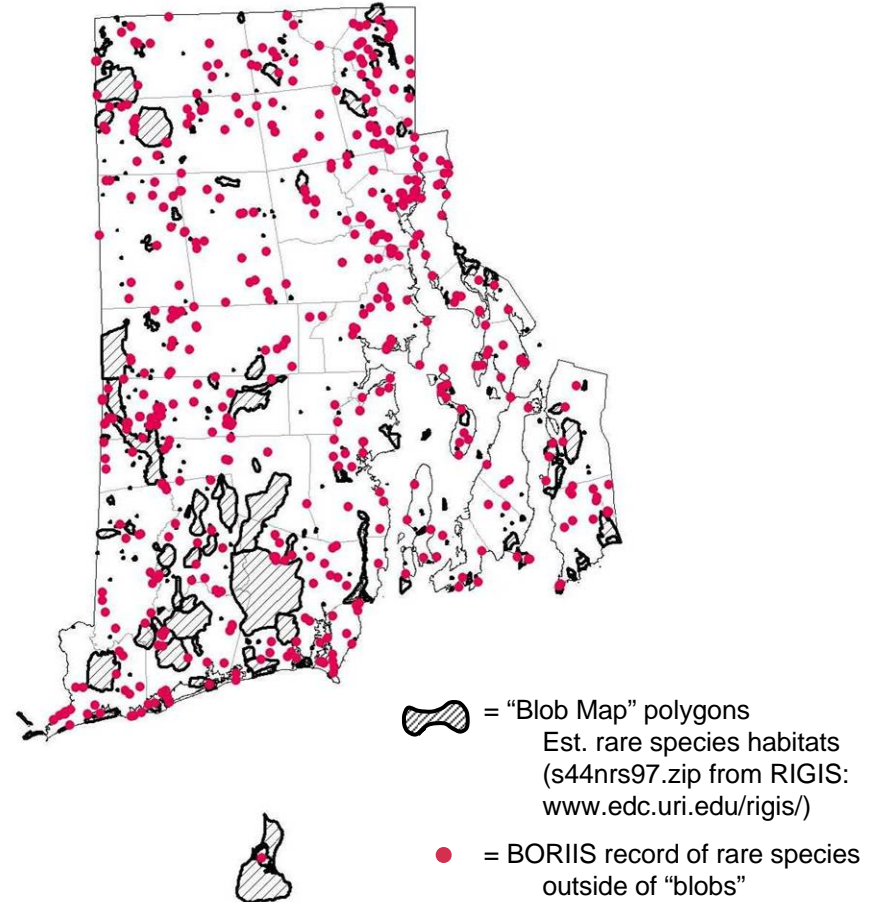 = “Blob Map” polygons
Est. rare species habitats
(s44nrs97.zip from RIGIS:
www.edc.uri.edu/rigis/)
= BORIIS record of rare species
outside of “blobs”